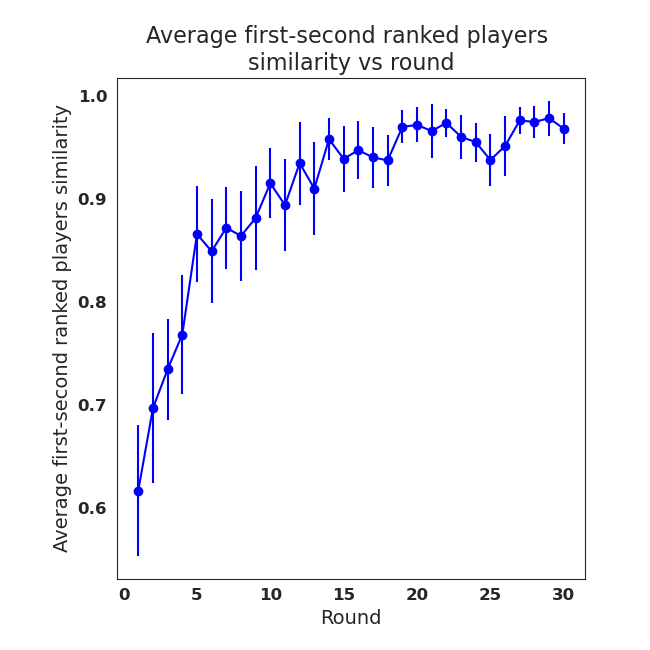 Average first-second ranked players
similarity vs round
Average first-second ranked players similarity
1.0
0.9
0.8
0.7
0.6
0 5 10 15 20 25 30
Round